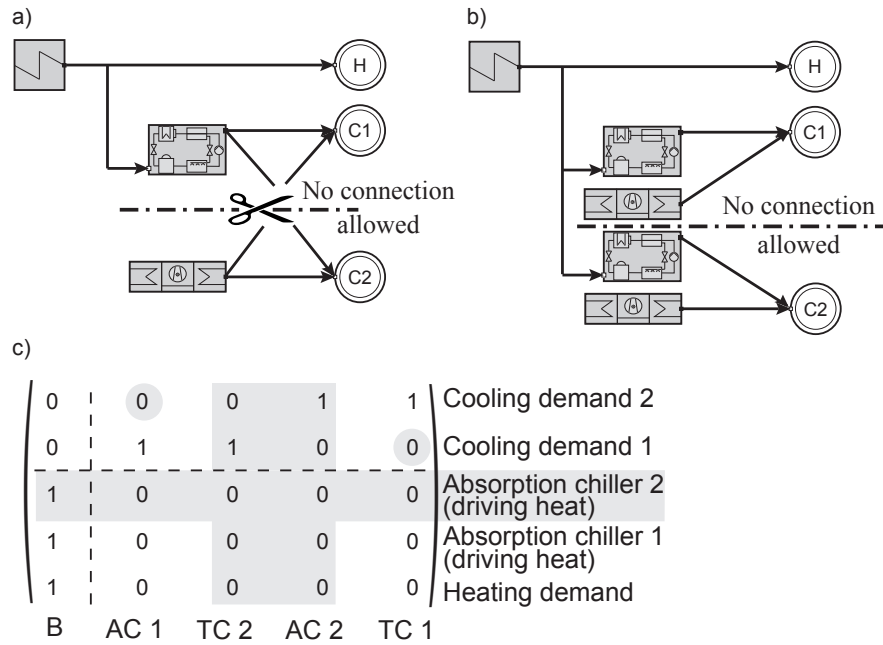 a)
H
C1
No connection
allowed
C2
b)
H
C1
No connection
allowed
C2
c)
0 0 0 1 1 Cooling demand 2
0 1 1 0 0 Cooling demand 1
1 0 0 0 0 Absorption chiller 2
(driving heat)
1 0 0 0 0 Absorption chiller 1
(driving heat)
1 0 0 0 0 Heating demand
B AC 1 TC 2 AC 2 TC 1